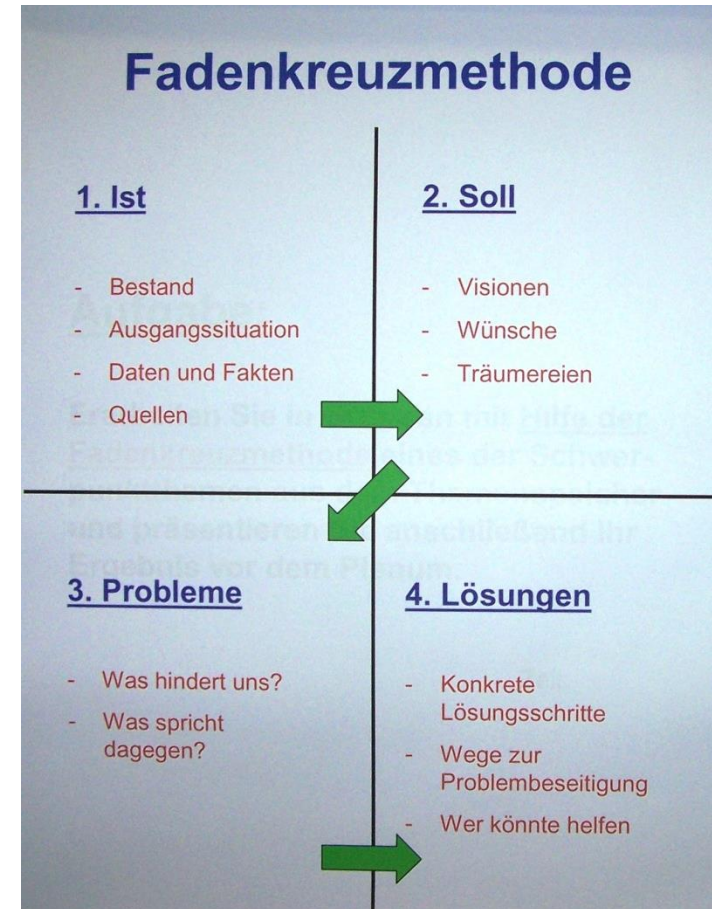 Fadenkreuzmethode
1. Ist
- Bestand
- Ausgangssituation
- Daten und Fakten
- Quellen
2. Soll
- Visionen
- Wünsche
- Träumereien
3. Probleme
- Was hindert uns?
- Was spricht
dagegen?
4. Lösungen
- Konkrete
Lösungsschritte
- Wege zur
Problembeseitigung
- Wer könnte helfen